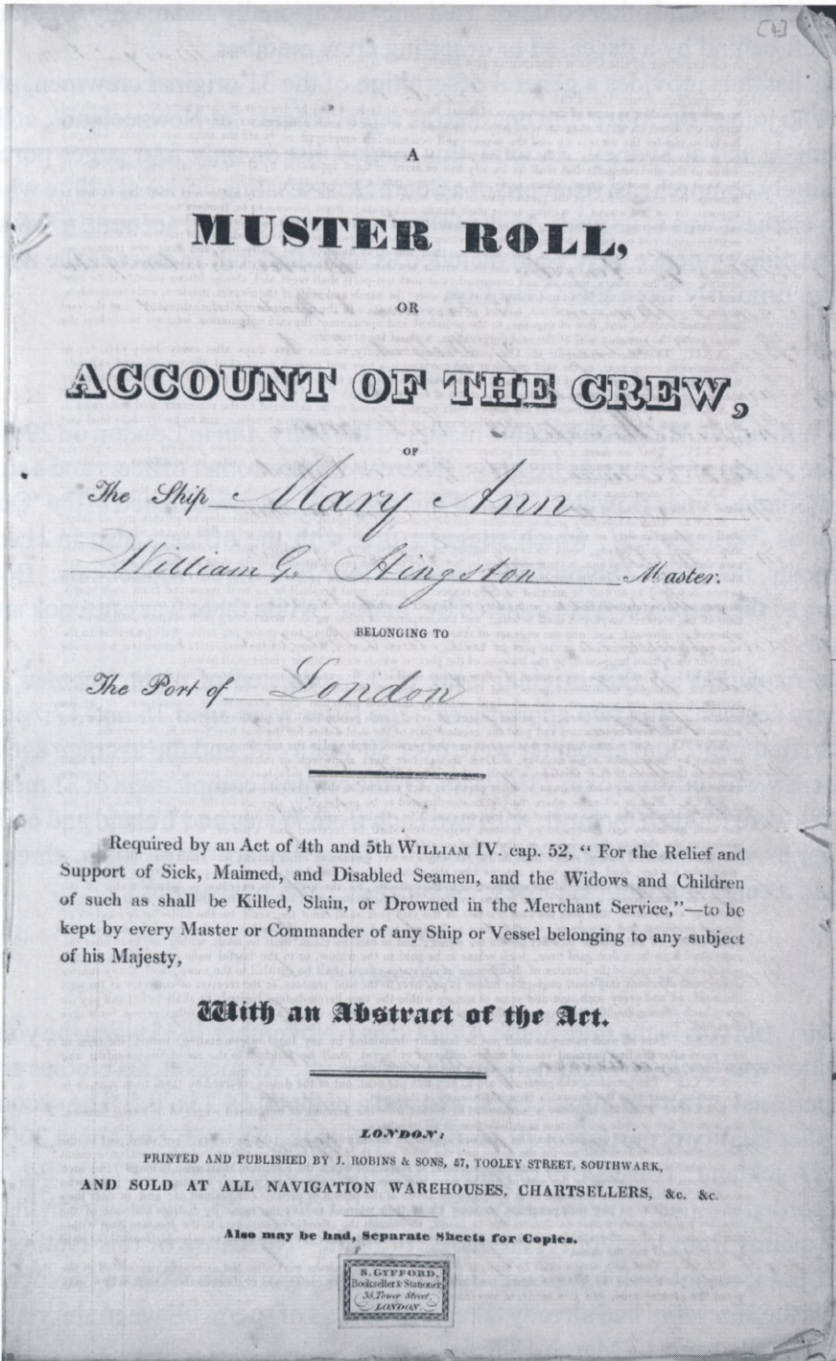 [4]
A
MUSTER ROLL,
OR
ACCOUNT OF THE CREW,
OF
The Ship Mary Ann
William G. Hingston Master.
BELONGING TO
The Port of London
Required by an Act of 4th and 5th WILLIAM IV. cap. 52, “ For the Relief and
Support of Sick, Maimed, and Disabled Seamen, and the Widows and Children
of such as shall be Killed, Slain, or Drowned in the Merchant Service,”—to be
kept by every Master or Commander of any Ship or Vessel belonging to any subject
of his Majesty,
With an Abstract of the Act.
LONDON:
PRINTED AND PUBLISHED BY J. ROBINS & SONS, 57, TOOLEY STREET, SOUTHWARK,
AND SOLD AT ALL NAVIGATION WAREHOUSES, CHARTSELLERS, &c. &c.
Also may be had, Separate Sheets for Copies.
S. GYFFORD,
Bookseller & Stationer
Tower Street,
LONDON.